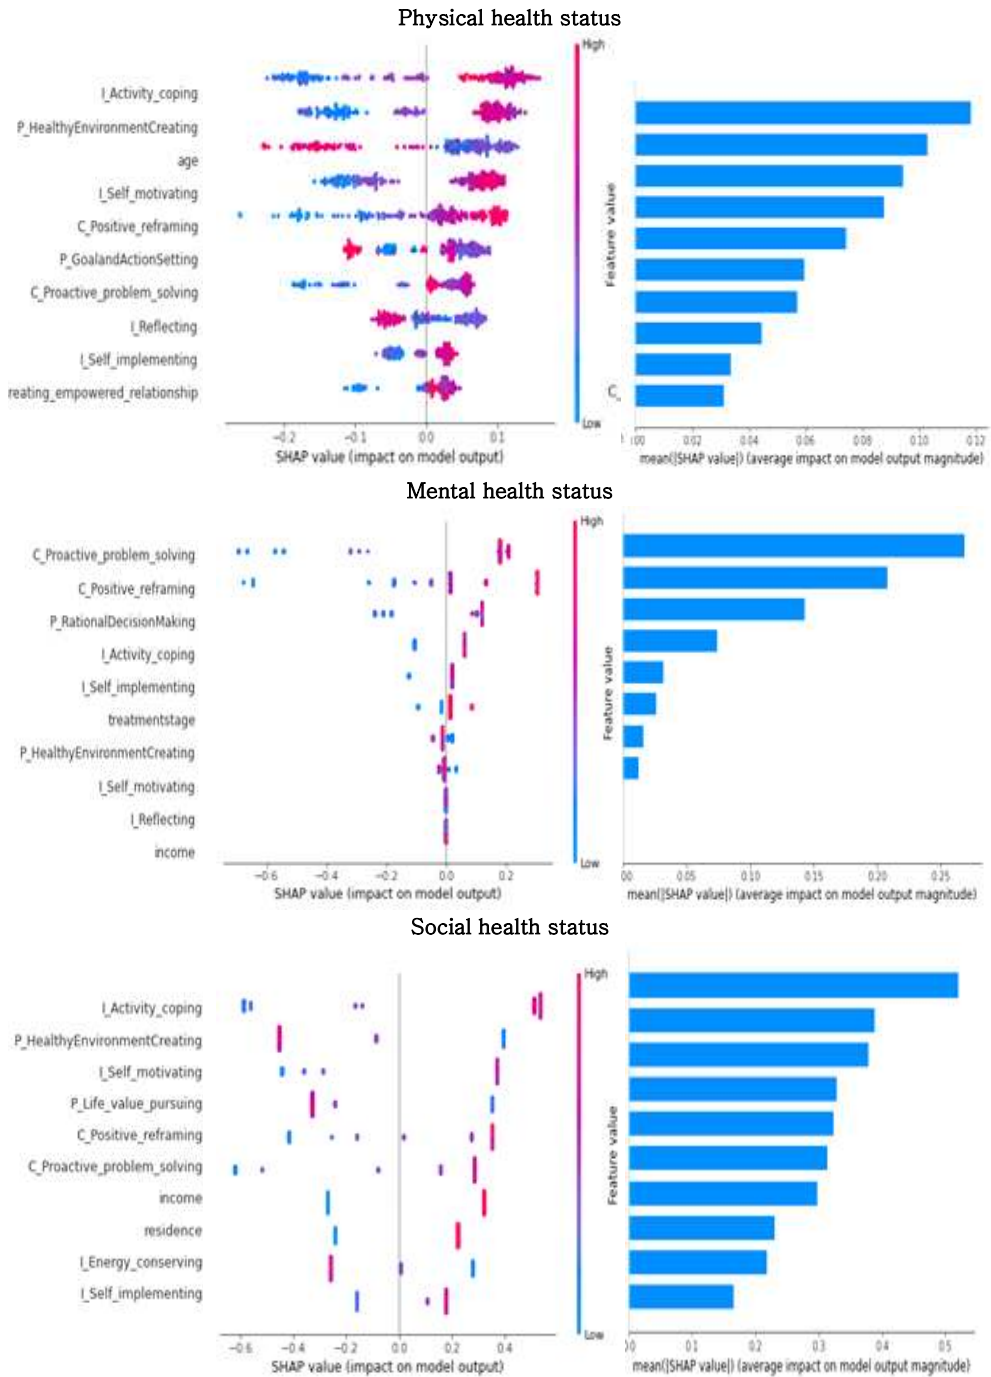 Physical health status
High
I_Activity_coping
P_HealthyEnvironmentCreating
age
I_Self_motivating
C_Positive_reframing
P_GoalandActionSetting
C_Proactive_problem_solving
I_Reflecting
I_Self_implementing
reating_empowered_relationship
C_
Feature value
Low
−0.2 −0.1 0.0 0.1
SHAP value (impact on model output)
.00 0.02 0.04 0.06 0.08 0.10 0.12
mean(|SHAP value|) (average impact on model output magnitude)
Mental health status
High
C_Proactive_problem_solving
C_Positive_reframing
P_RationalDecisionMaking
I_Activity_coping
I_Self_implementing
treatmentstage
P_HealthyEnvironmentCreating
I_Self_motivating
I_Reflecting
income
Feature value
Low
−0.6 −0.4 −0.2 0.0 0.2
SHAP value (impact on model output)
.00 0.05 0.10 0.15 0.20 0.25
mean(|SHAP value|) (average impact on model output magnitude)
Social health status
High
I_Activity_coping
P_HealthyEnvironmentCreating
I_Self_motivating
P_Life_value_pursuing
C_Positive_reframing
C_Proactive_problem_solving
income
residence
I_Energy_conserving
I_Self_implementing
Feature value
Low
−0.6 −0.4 −0.2 0.0 0.2 0.4
SHAP value (impact on model output)
0.1 0.2 0.3 0.4 0.5
mean(|SHAP value|) (average impact on model output magnitude)